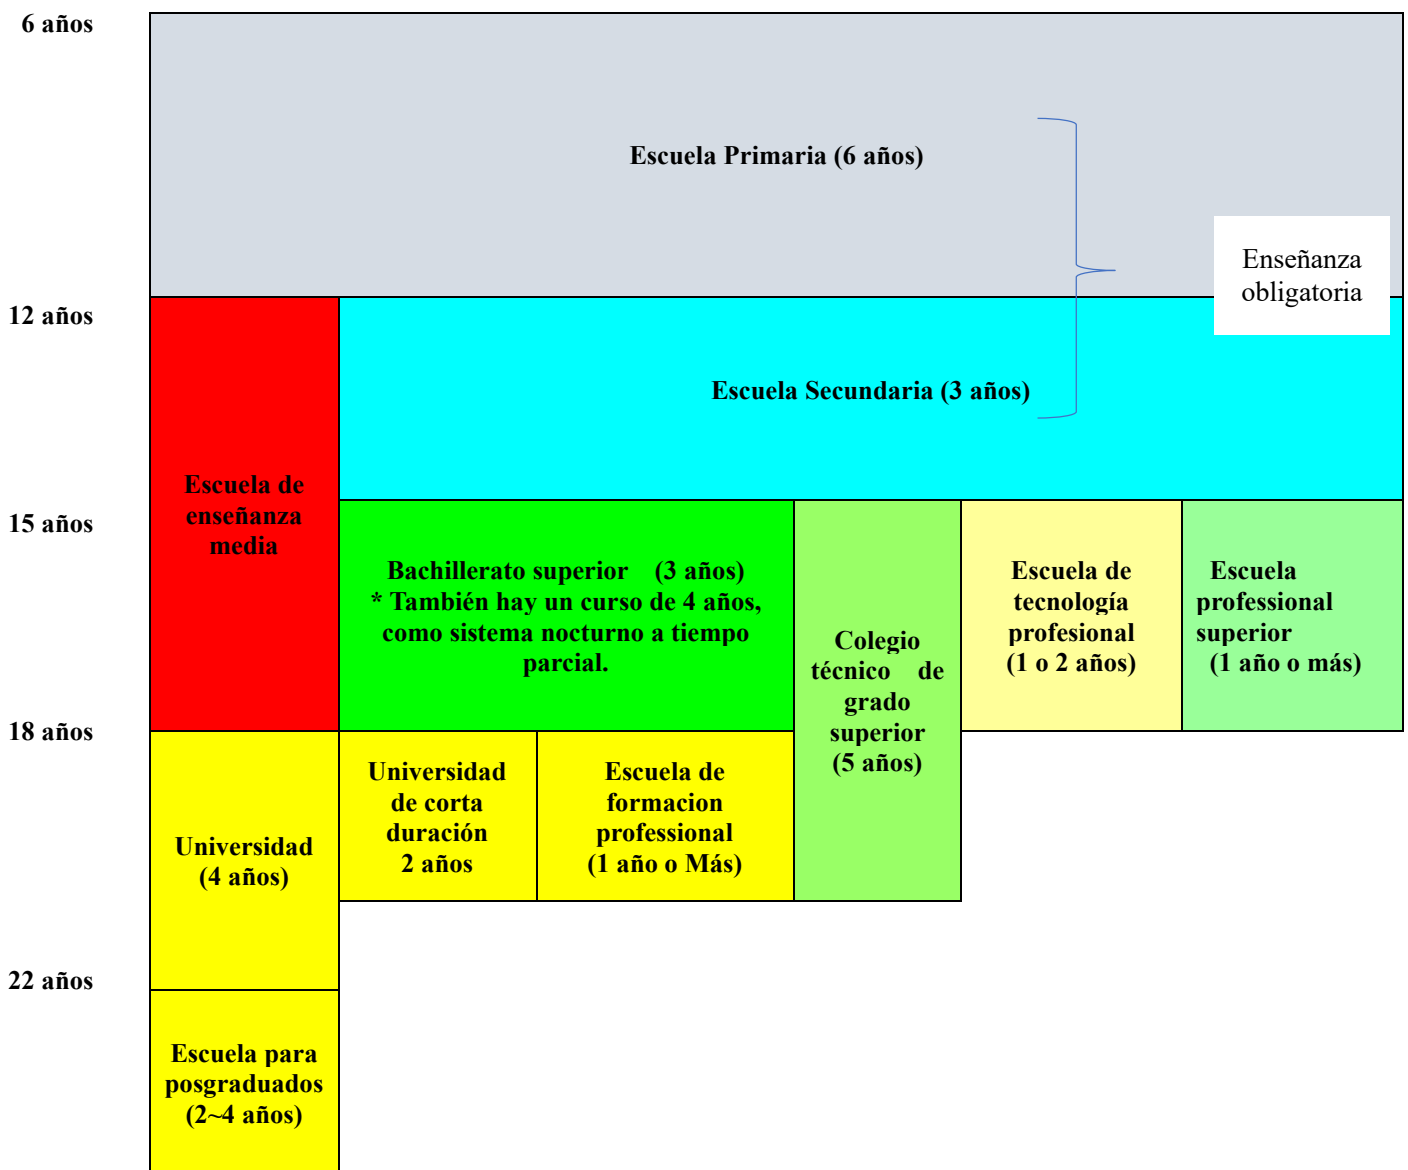 6 años
Escuela Primaria (6 años)
Enseñanza
obligatoria
12 años
Escuela Secundaria (3 años)
Escuela de
enseñanza
media
15 años
Bachillerato superior (3 años)
* También hay un curso de 4 años,
como sistema nocturno a tiempo
parcial.
Colegio
técnico de
grado
superior
(5 años)
Escuela de
tecnología
profesional
(1 o 2 años)
Escuela
professional
superior
(1 año o más)
18 años
Universidad
(4 años)
Universidad
de corta
duración
2 años
Escuela de
formacion
professional
(1 año o Más)
22 años
Escuela para
posgraduados
(2~4 años)